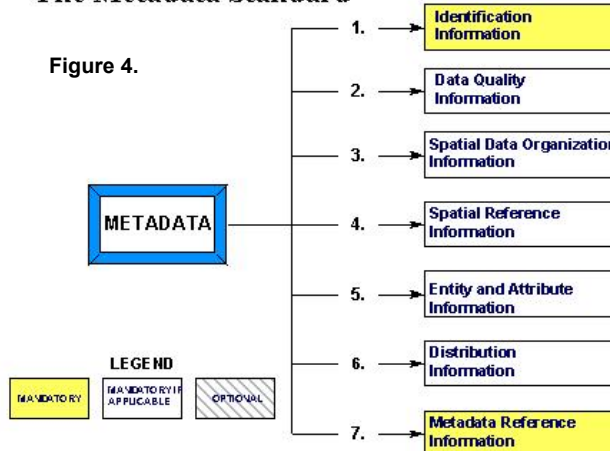 The Metadata Standard
Figure 4.
METADATA
1. Identification
Information
2. Data Quality
Information
3. Spatial Data Organization
Information
4. Spatial Reference
Information
5. Entity and Attribute
Information
6. Distribution
Information
7. Metadata Reference
Information
LEGEND
MANDATORY
MANDATORY IF
APPLICABLE
OPTIONAL